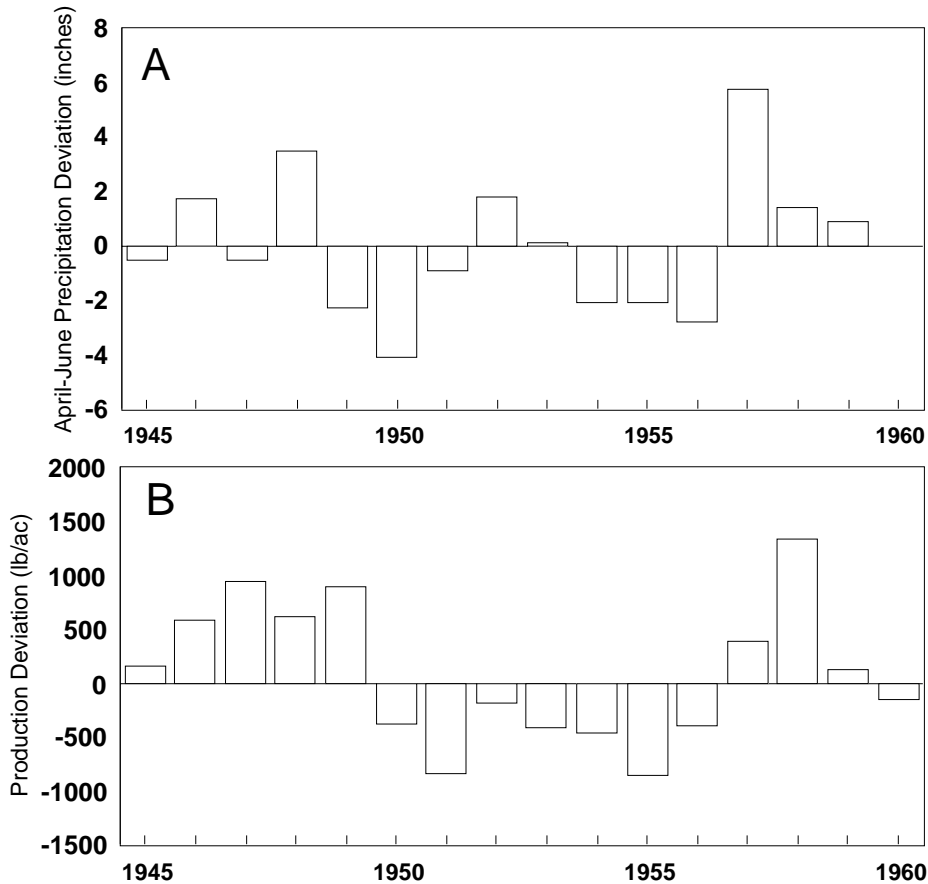 A
April-June Precipitation Deviation (inches)
8
6
4
2
0
-2
-4
-6
1945 1950 1955 1960
B
Production Deviation (lb/ac)
2000
1500
1000
500
0
-500
-1000
-1500
1945 1950 1955 1960